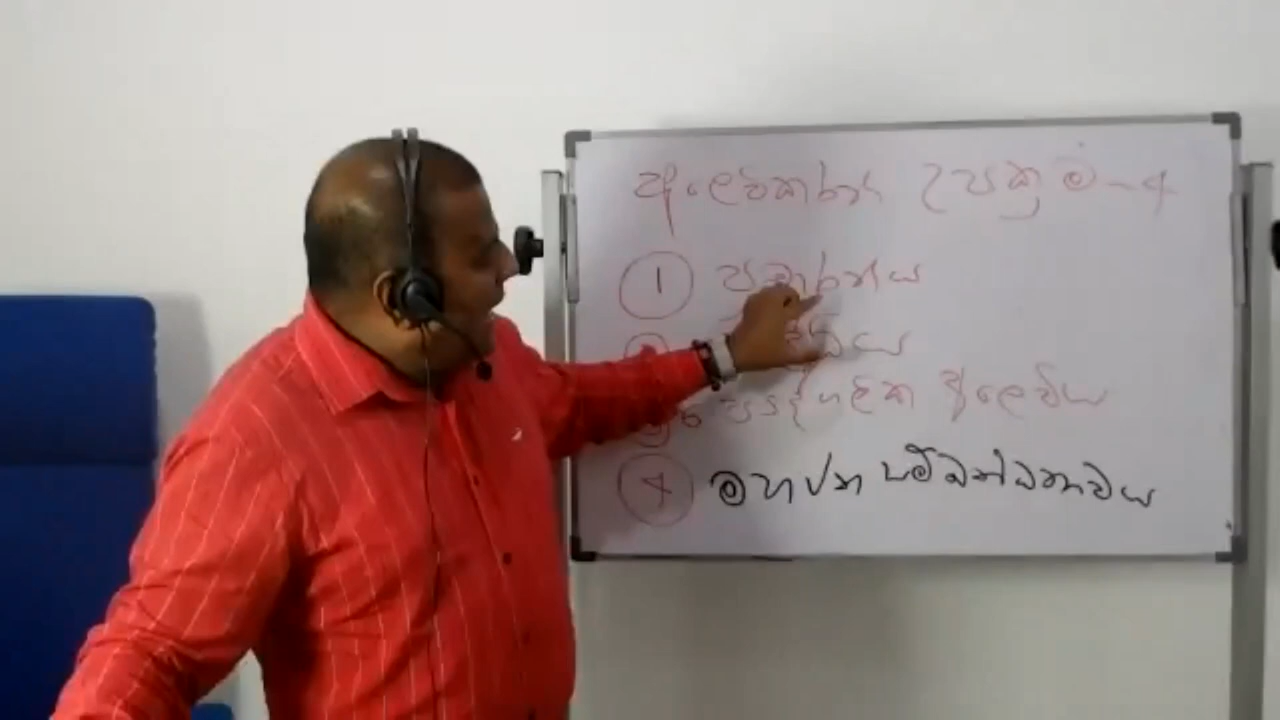 අලෙවිකරණ උපක්‍රම - 4
1 ප්‍රචාරණය
පෞද්ගලික අලෙවිය
4 මහජන සම්බන්ධතාවය